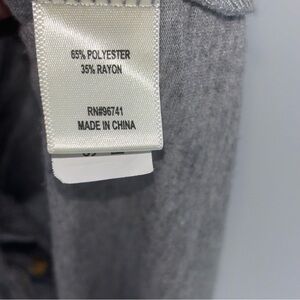 65% POLYESTER
35% RAYON
RN#96741
MADE IN CHINA